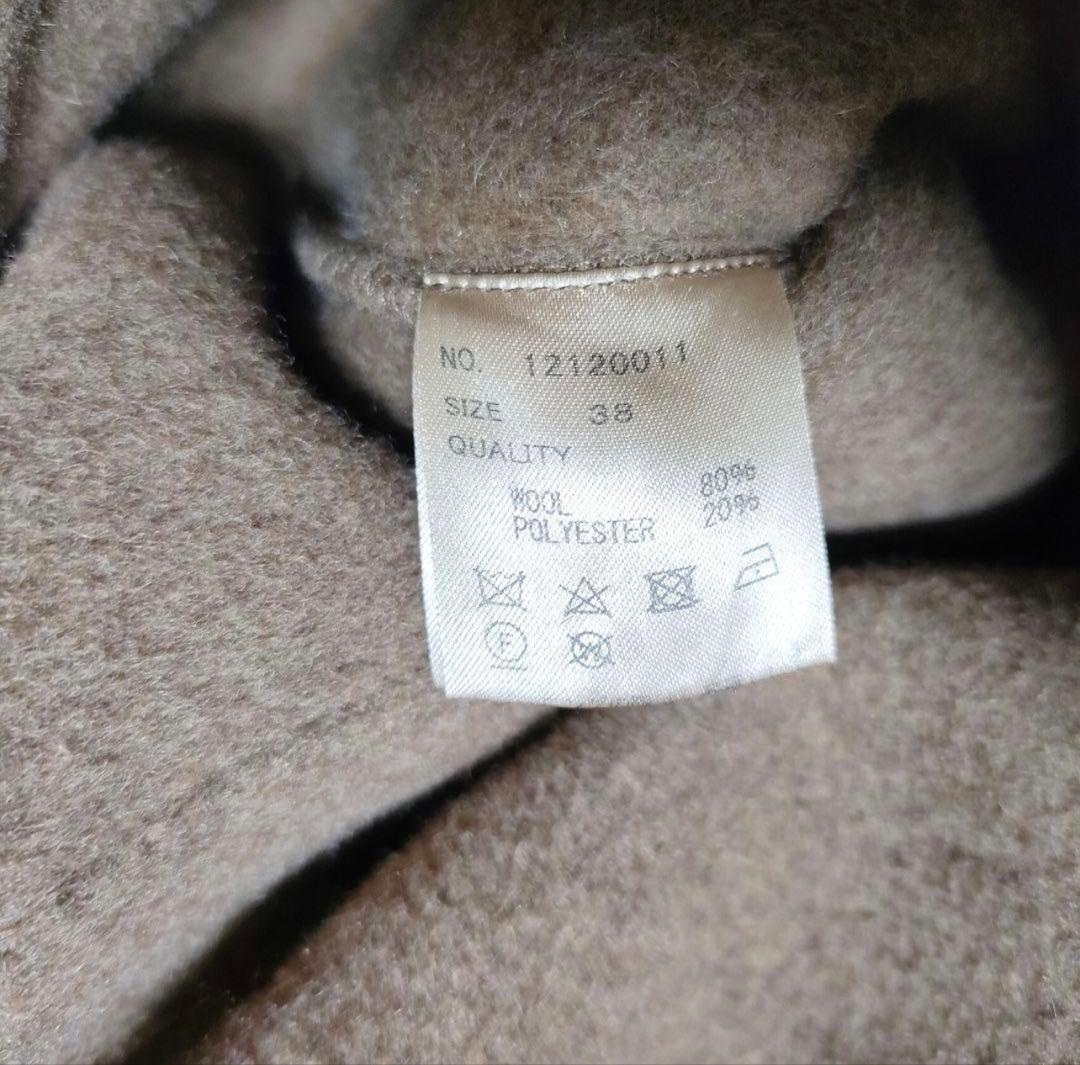 NO. 12120011
SIZE 38
QUALITY
WOOL 80%
POLYESTER 20%
F
W